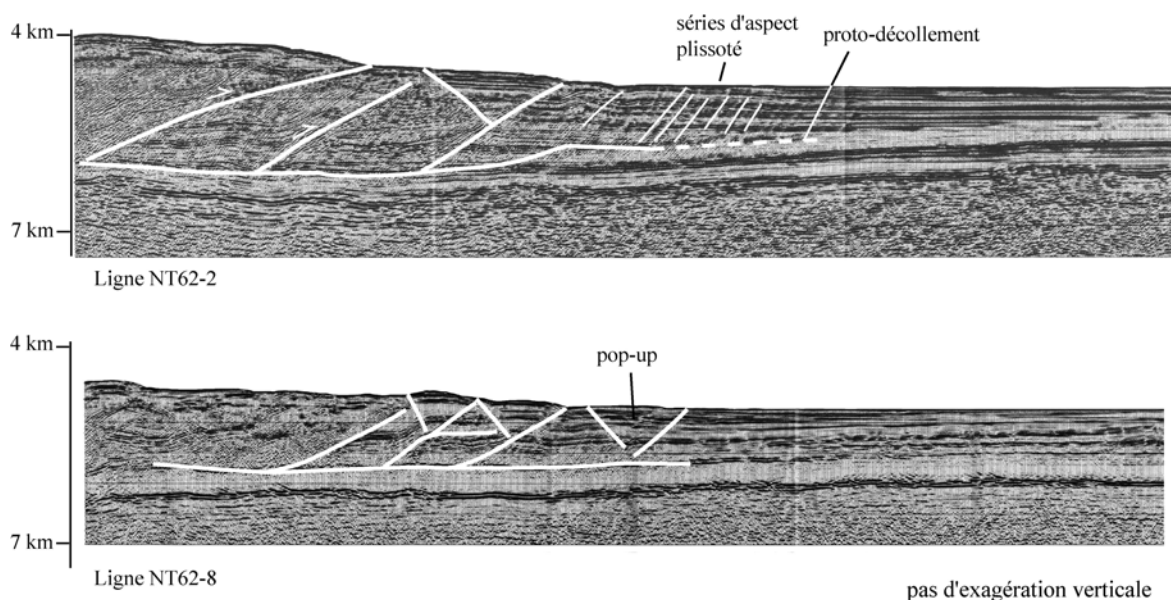 séries d'aspect
plissoté
proto-décollement
4 km
7 km
Ligne NT62-2
4 km
pop-up
7 km
Ligne NT62-8
pas d'exagération verticale